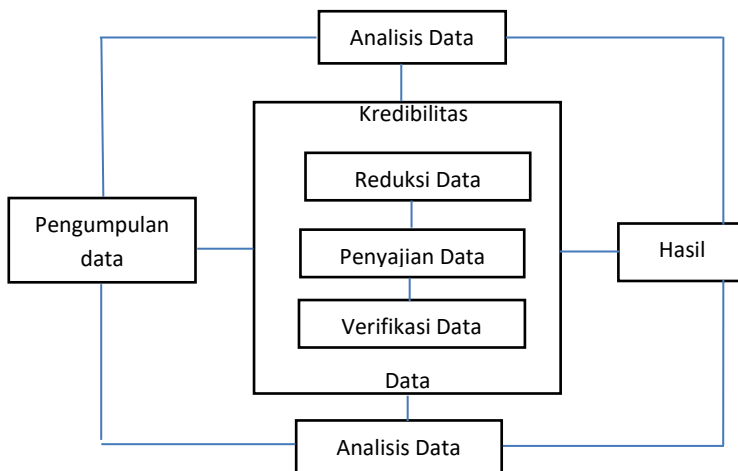 Analisis Data
Kredibilitas
Reduksi Data
Pengumpulan
data
Penyajian Data
Hasil
Verifikasi Data
Data
Analisis Data